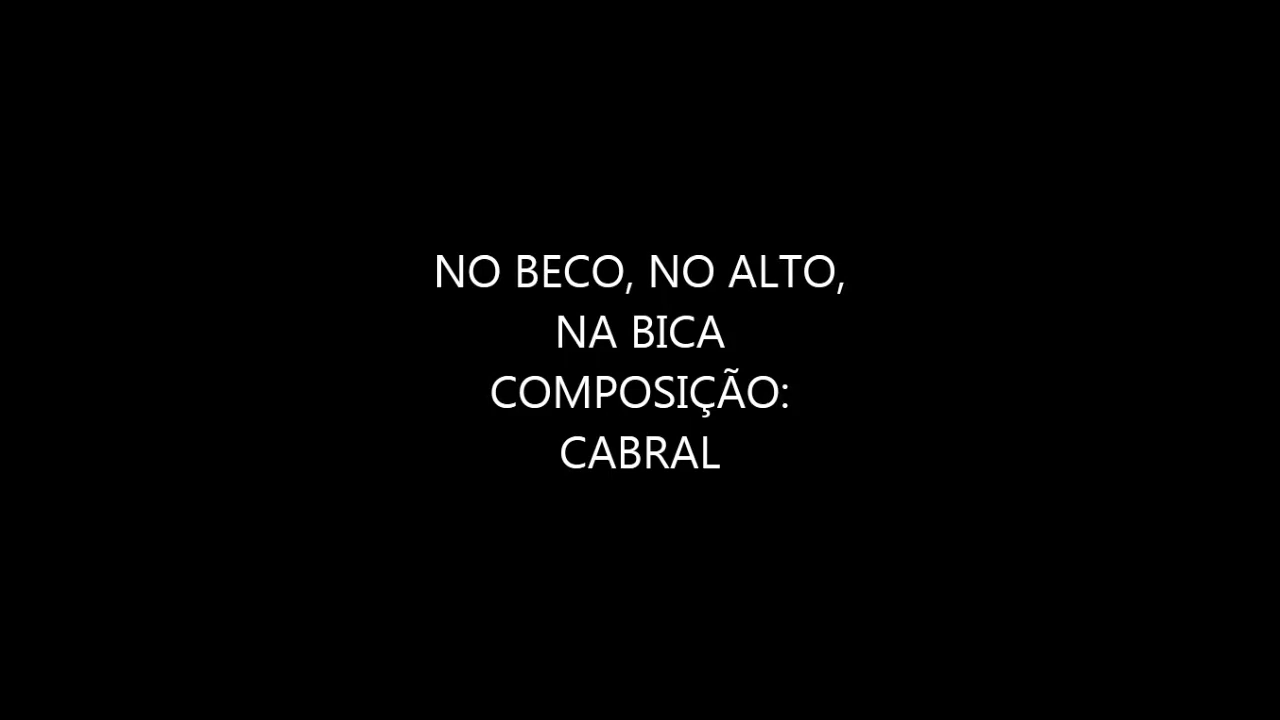 NO BECO, NO ALTO,
NA BICA
COMPOSIÇÃO:
CABRAL